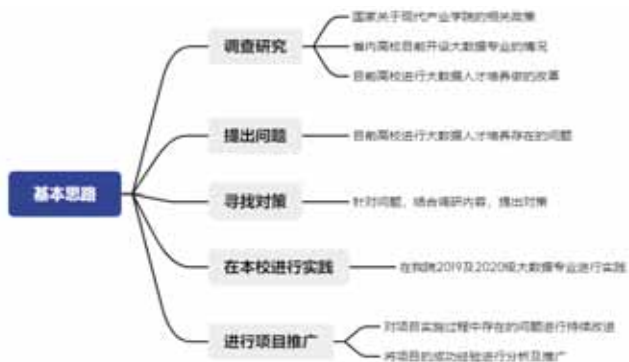 国家关于现代产业学院的相关政策
调查研究
省内高校目前开设大数据专业的情况
目前高校进行大数据人才培养做的改革
提出问题
目前高校进行大数据人才培养存在的问题
基本思路
寻找对策
针对问题，结合调研内容，提出对策
在本校进行实践
在我院2019及2020级大数据专业进行实践
进行项目推广
对项目实施过程中存在的问题进行持续改进
将项目的成功经验进行分析及推广